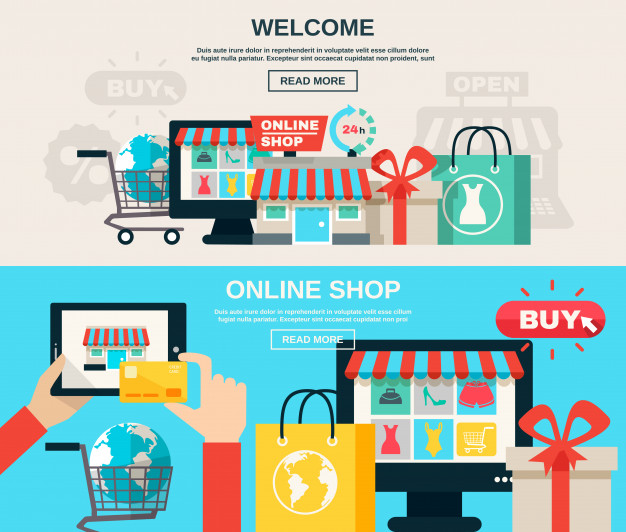 WELCOME
Duis aute irure dolor in reprehenderit in voluptate velit esse cillum dolore
eu fugiat nulla pariatur. Excepteur sint occaecat cupidatat non proident, sunt
READ MORE
BUY
OPEN
ONLINE
SHOP
24h
%
ONLINE SHOP
Duis aute irure dolor in reprehenderit in voluptate velit esse cillum
fugiat nulla pariatur. Excepteur sint occaecat cupidatat non proi
READ MORE
BUY